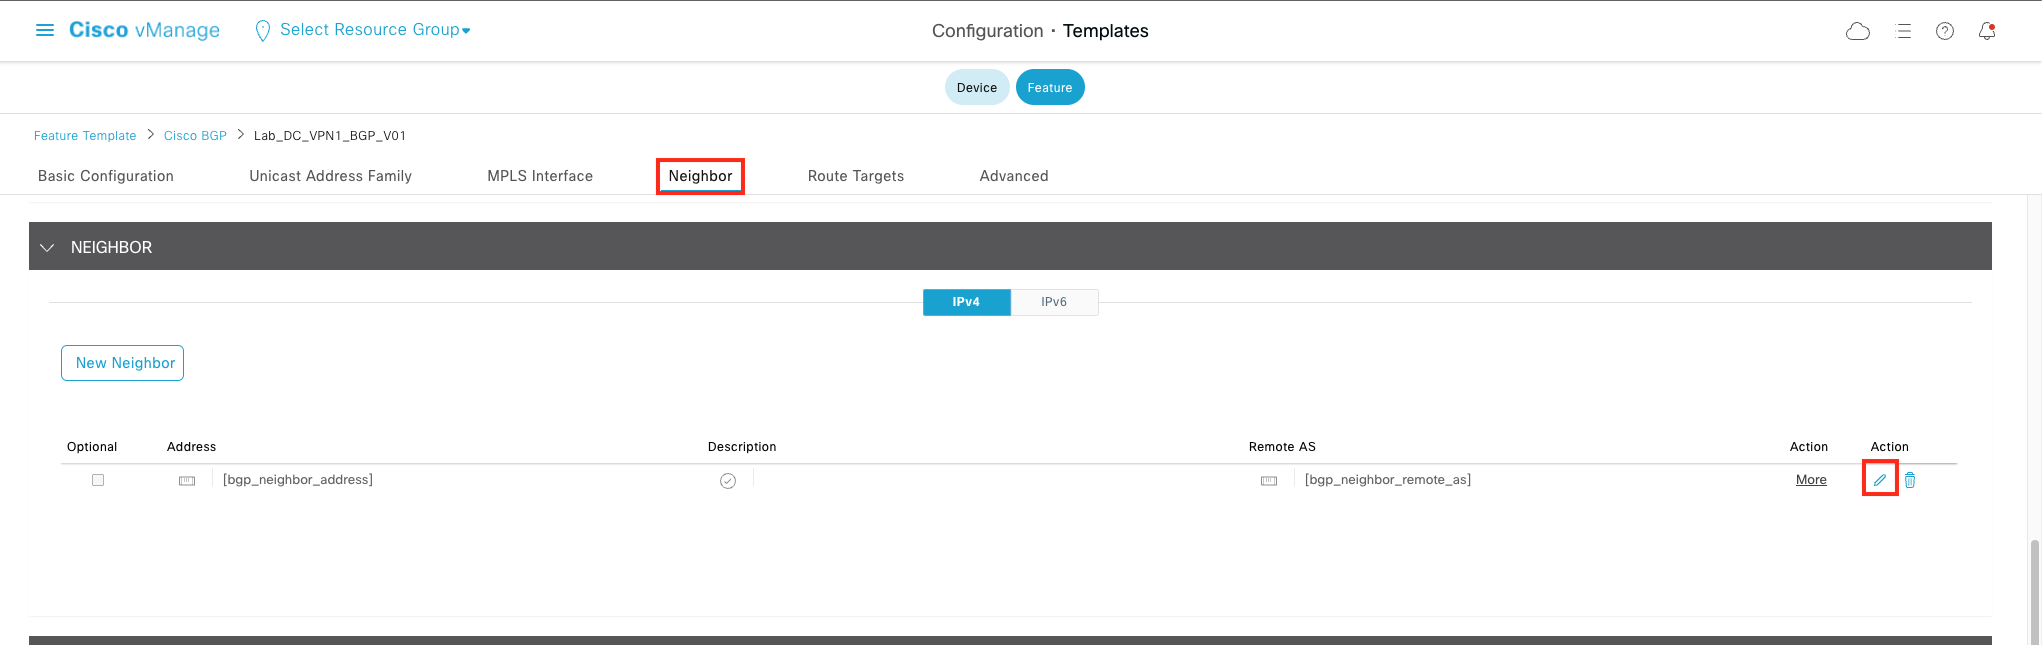 Cisco vManage
Select Resource Group
Configuration · Templates
Device
Feature
Feature Template > Cisco BGP > Lab_DC_VPN1_BGP_V01
Basic Configuration
Unicast Address Family
MPLS Interface
Neighbor
Route Targets
Advanced
NEIGHBOR
IPv4
IPv6
New Neighbor
Optional Address Description Remote AS Action Action
[bgp_neighbor_address] [bgp_neighbor_remote_as] More